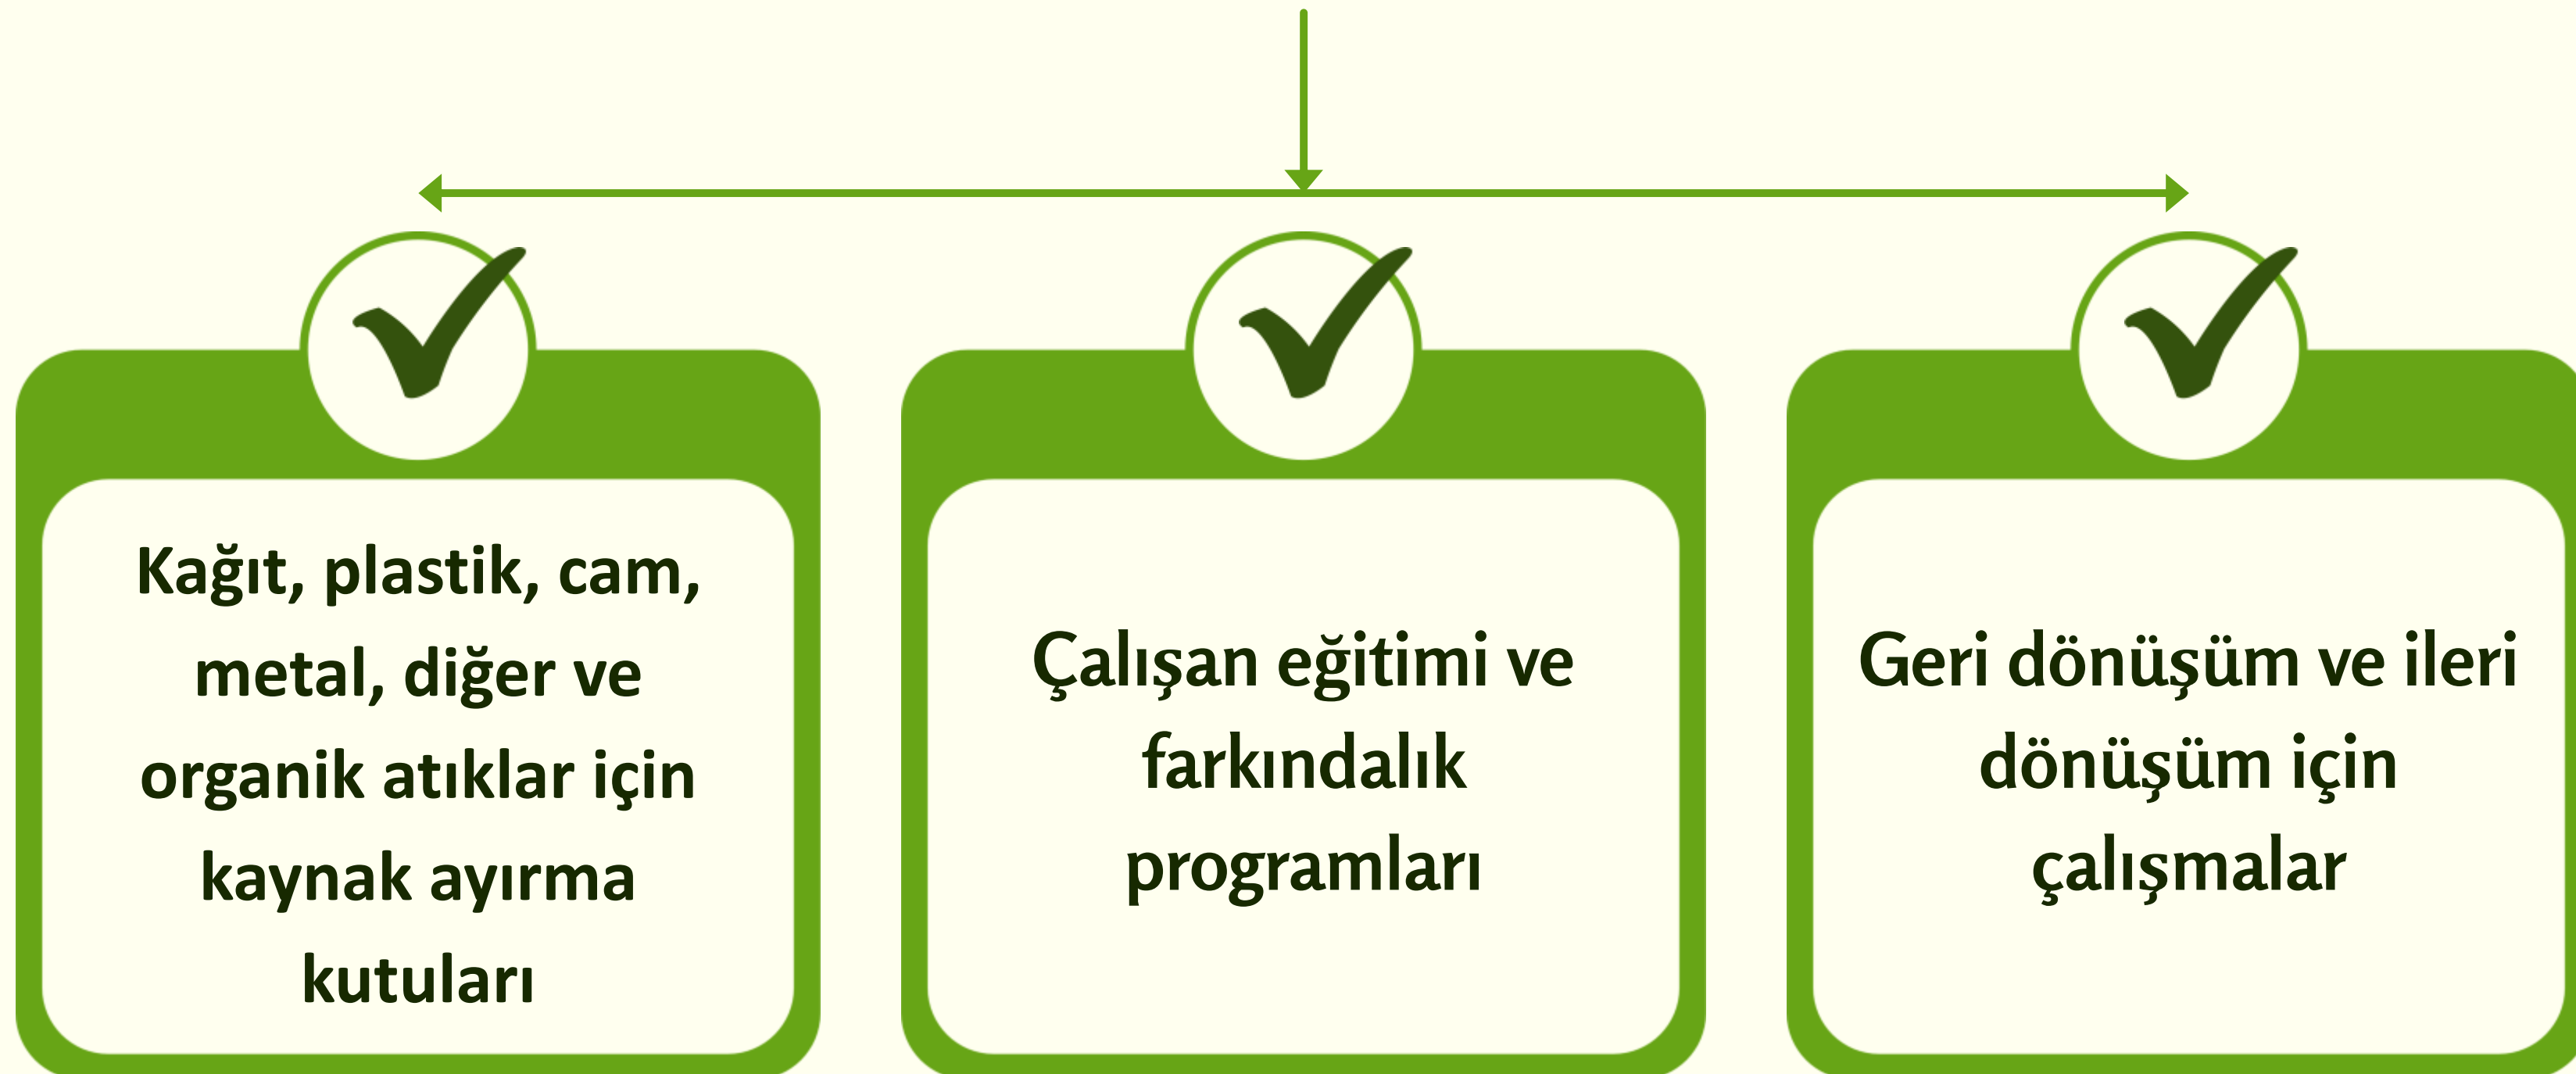 Kağıt, plastik, cam,
metal, diğer ve
organik atıklar için
kaynak ayırma
kutuları
Çalışan eğitimi ve
farkındalık
programları
Geri dönüşüm ve ileri
dönüşüm için
çalışmalar